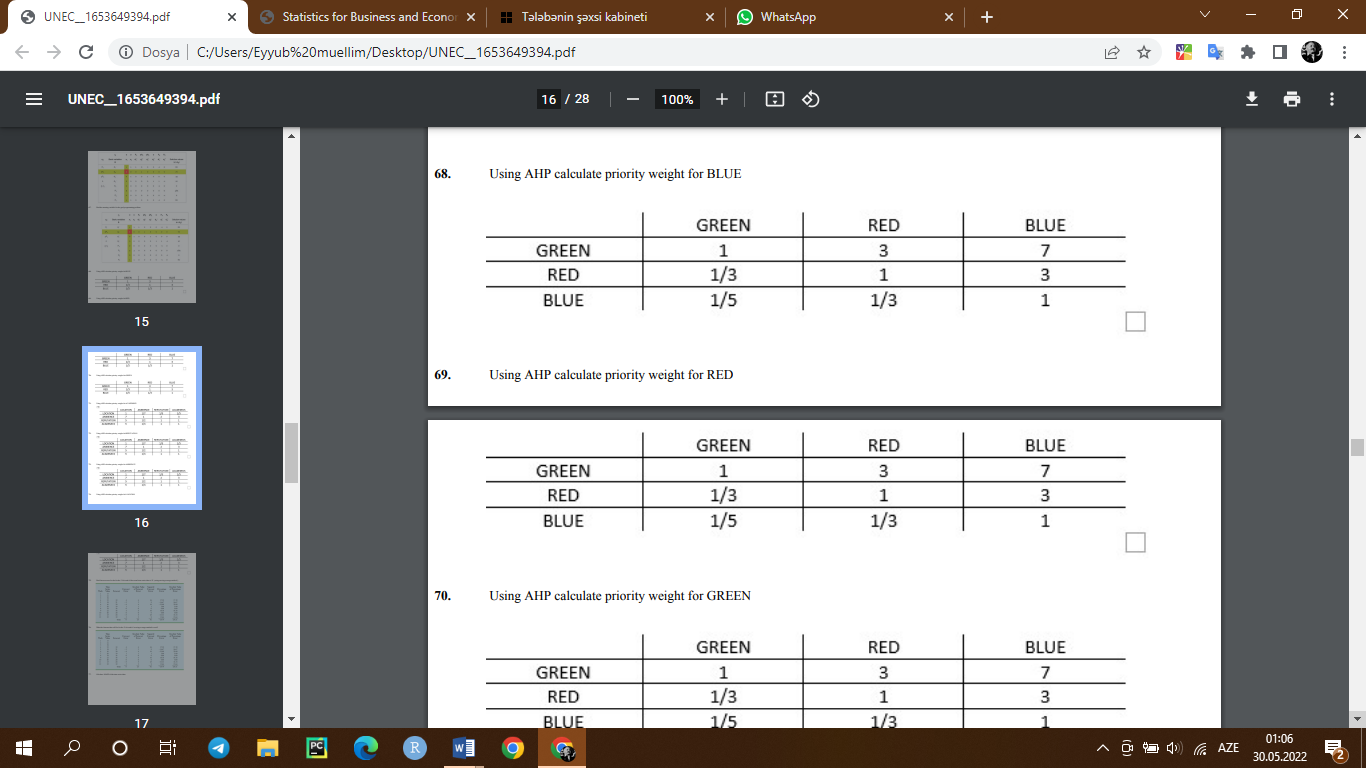 UNEC__1653649394.pdf
Statistics for Business and Econor
Tələbənin şəxsi kabineti
WhatsApp
Dosya
C:/Users/Eyyub%20muellim/Desktop/UNEC__1653649394.pdf
UNEC__1653649394.pdf
16 / 28
100%
15
16
17
68. Using AHP calculate priority weight for BLUE
GREEN RED BLUE
GREEN 1 3 7
RED 1/3 1 3
BLUE 1/5 1/3 1
69. Using AHP calculate priority weight for RED
GREEN RED BLUE
GREEN 1 3 7
RED 1/3 1 3
BLUE 1/5 1/3 1
70. Using AHP calculate priority weight for GREEN
GREEN RED BLUE
GREEN 1 3 7
RED 1/3 1 3
BLUE 1/5 1/3 1
PC
R
W
AZE
01:06
30.05.2022
2